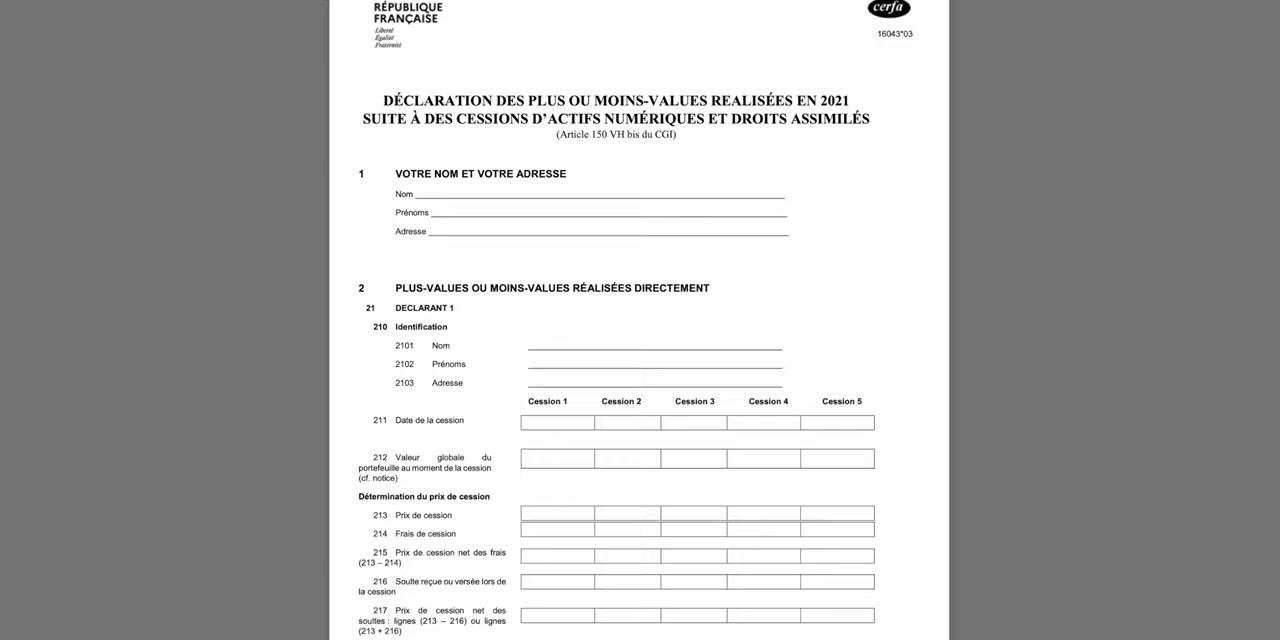 RÉPUBLIQUE
FRANÇAISE
Liberté
Égalité
Fraternité
cerfa
16043*03
DÉCLARATION DES PLUS OU MOINS-VALUES REALISÉES EN 2021
SUITE À DES CESSIONS D'ACTIFS NUMÉRIQUES ET DROITS ASSIMILÉS
(Article 150 VH bis du CGI)
1 VOTRE NOM ET VOTRE ADRESSE
Nom
Prénoms
Adresse
2 PLUS-VALUES OU MOINS-VALUES RÉALISÉES DIRECTEMENT
21 DECLARANT 1
210 Identification
2101 Nom
2102 Prénoms
2103 Adresse
Cession 1 Cession 2 Cession 3 Cession 4 Cession 5
211 Date de la cession
212 Valeur globale du
portefeuille au moment de la cession
(cf. notice)
Détermination du prix de cession
213 Prix de cession
214 Frais de cession
215 Prix de cession net des frais
(213 – 214)
216 Soulte reçue ou versée lors de
la cession
217 Prix de cession net des
soultes : lignes (213 – 216) ou lignes
(213 + 216)